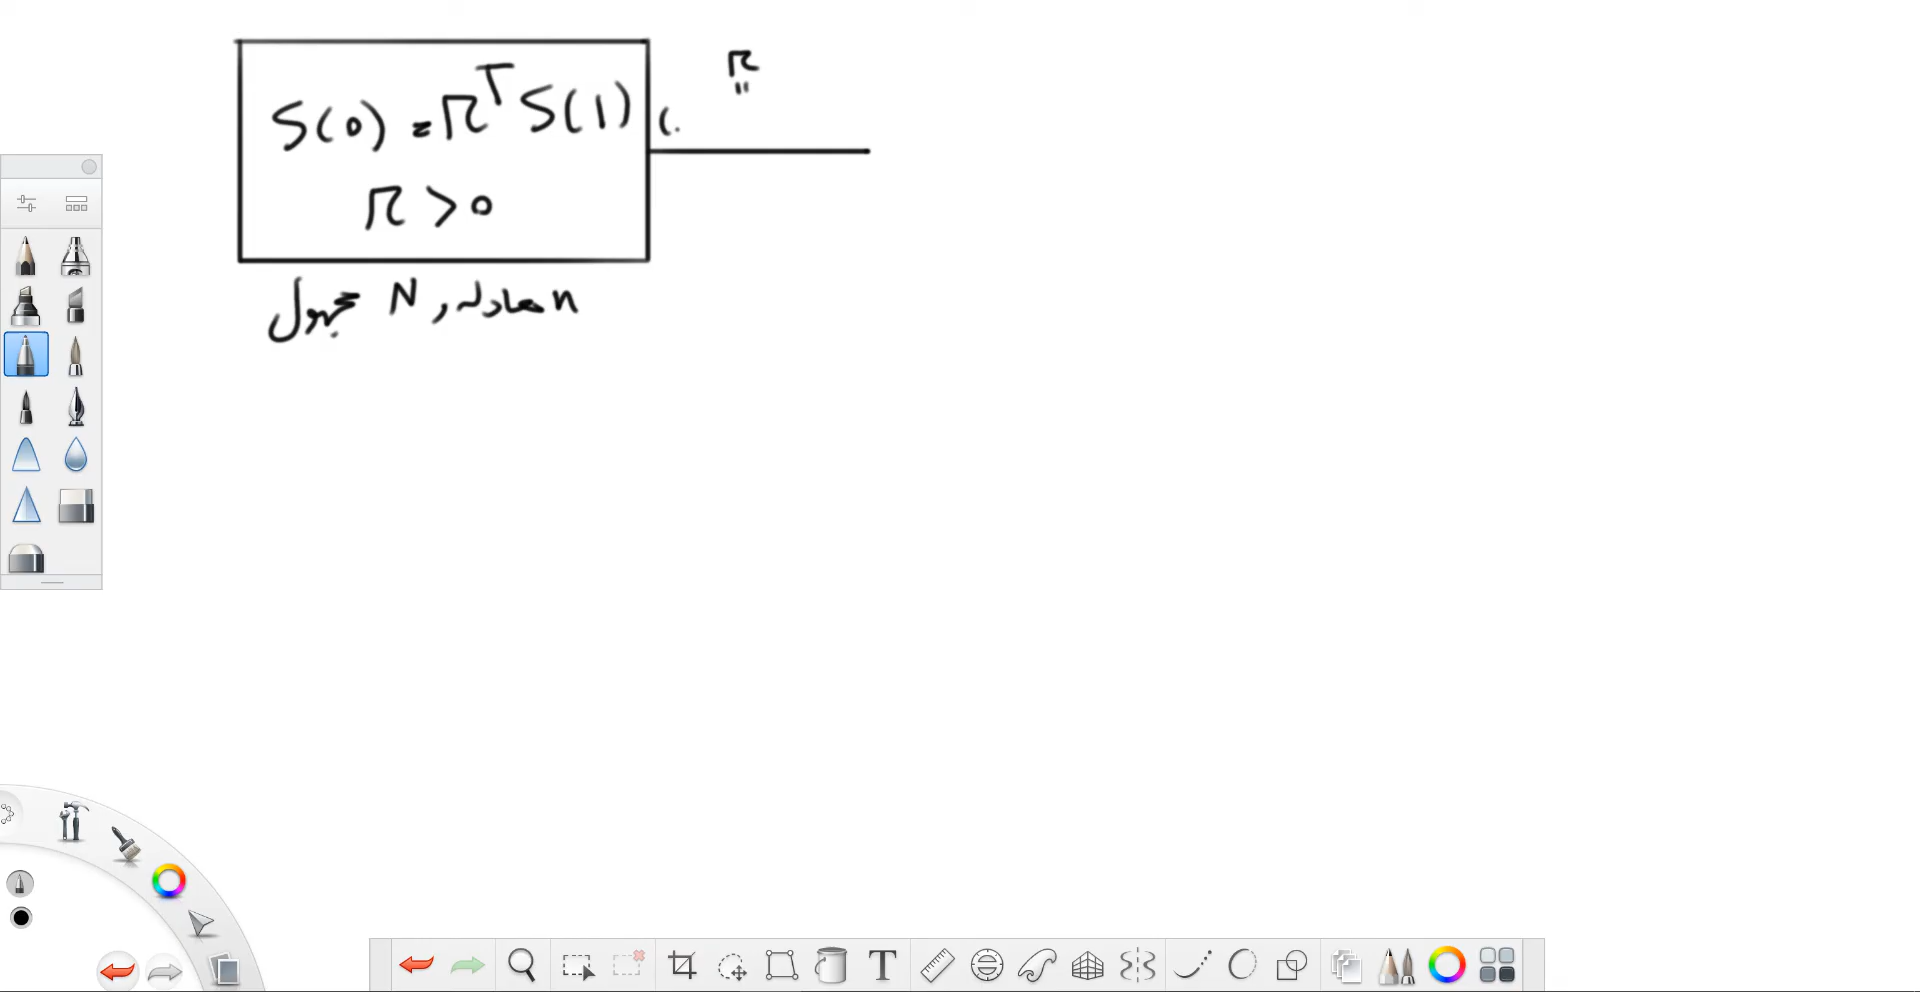 S(0) = π^T S(1)
π > 0
n معادله, N مجهول
π
"
(.